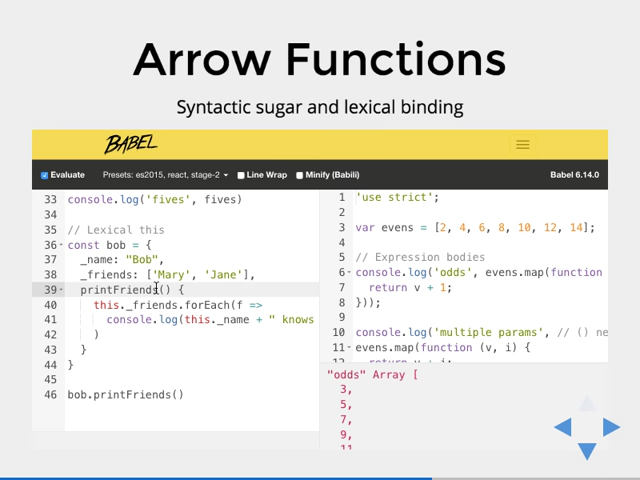 Arrow Functions
Syntactic sugar and lexical binding
BABEL
Evaluate Presets: es2015, react, stage-2 Line Wrap Minify (Babili) Babel 6.14.0
33 console.log('fives', fives)
34
35 // Lexical this
36 const bob = {
37 _name: "Bob",
38 _friends: ['Mary', 'Jane'],
39 printFriends() {
40 this._friends.forEach(f =>
41 console.log(this._name + " knows
42 )
43 }
44 }
45
46 bob.printFriends()
1 'use strict';
2
3 var evens = [2, 4, 6, 8, 10, 12, 14];
4
5 // Expression bodies
6 console.log('odds', evens.map(function
7 return v + 1;
8 }));
9
10 console.log('multiple params', // () ne
11 evens.map(function (v, i) {
12 return v + i;
"odds" Array [
3,
5,
7,
9,
11